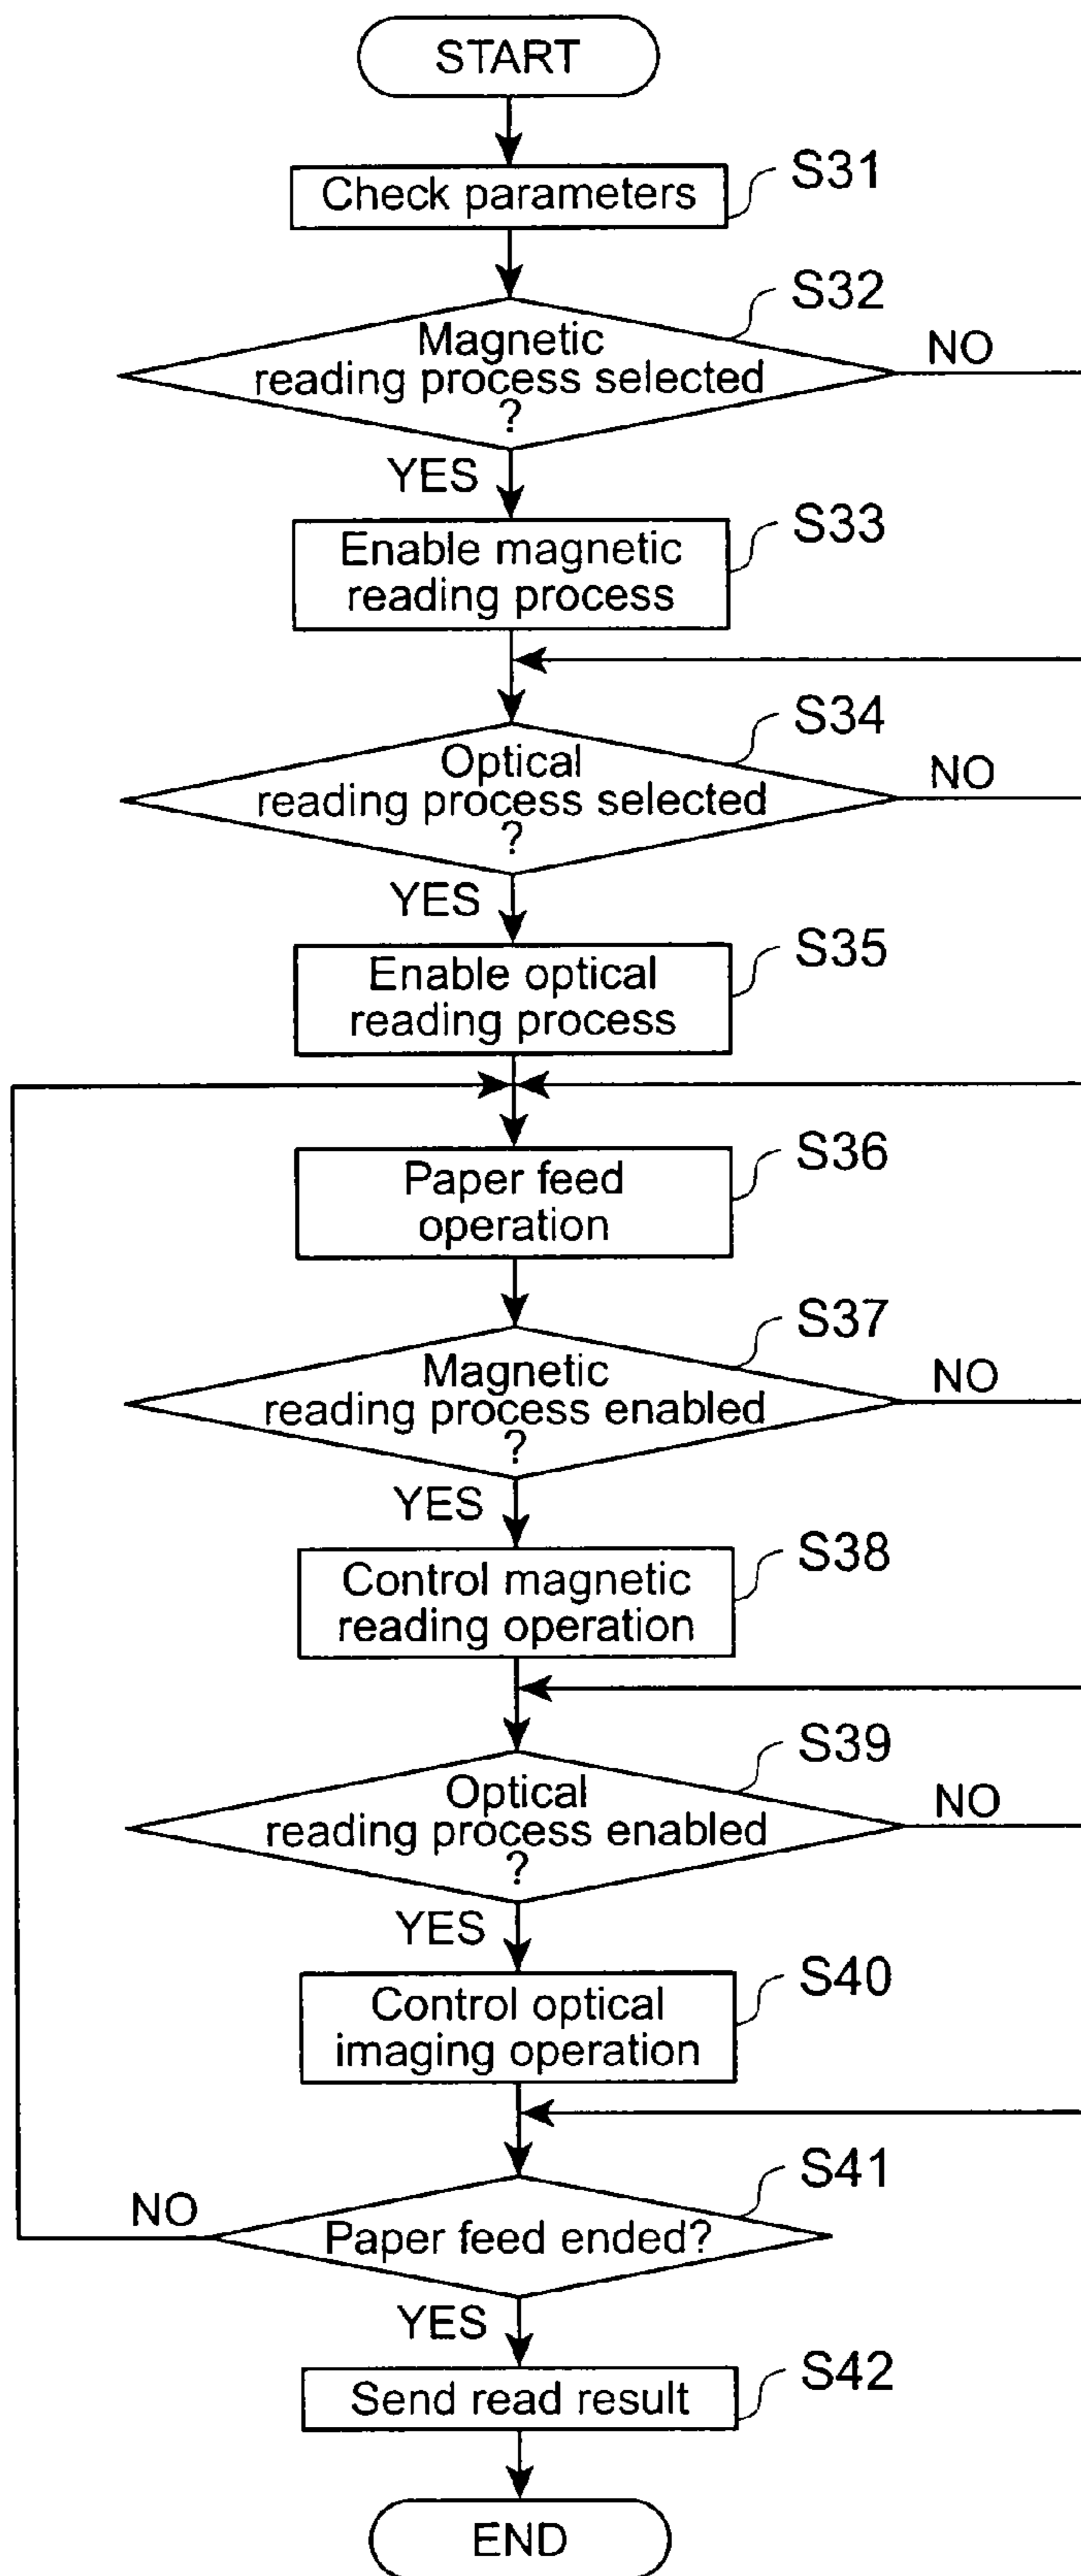 START
Check parameters
S31
S32
Magnetic
reading process selected
?
NO
YES
S33
Enable magnetic
reading process
S34
Optical
reading process selected
?
NO
YES
S35
Enable optical
reading process
S36
Paper feed
operation
S37
Magnetic
reading process enabled
?
NO
YES
S38
Control magnetic
reading operation
S39
Optical
reading process enabled
?
NO
YES
S40
Control optical
imaging operation
S41
NO
Paper feed ended?
YES
S42
Send read result
END